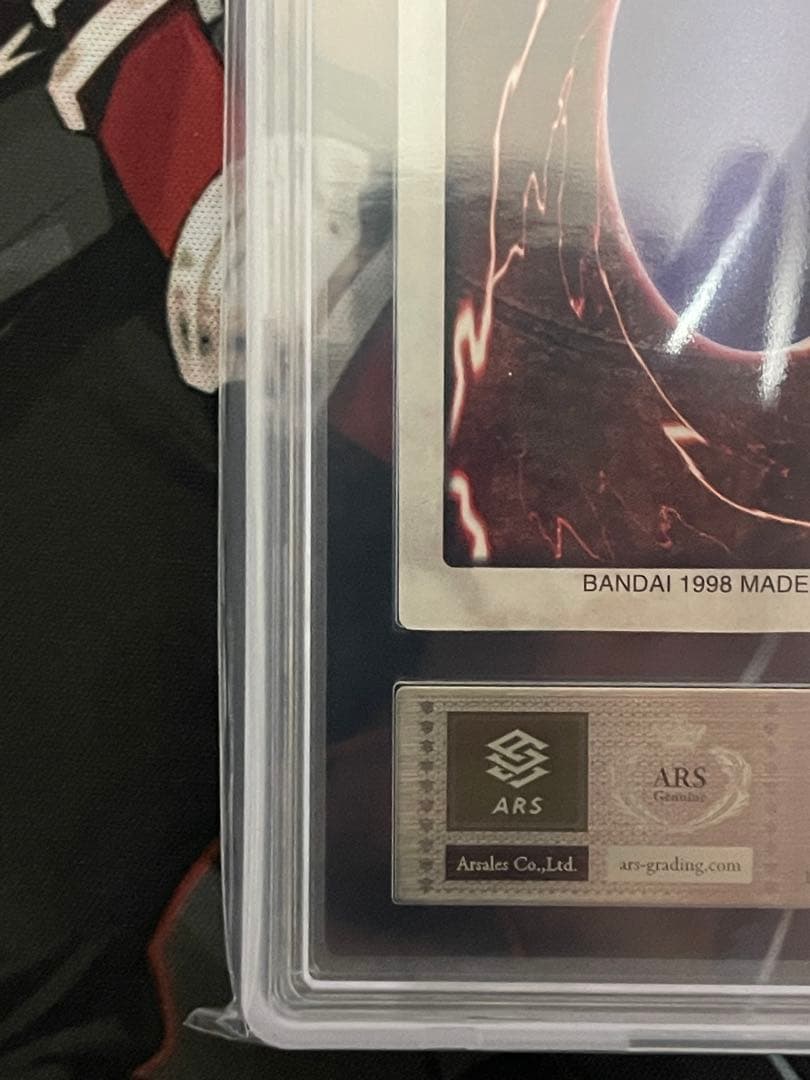 BANDAI 1998 MADE
ARS
ARS
Genuine
Arsales Co.,Ltd.
ars-grading.com